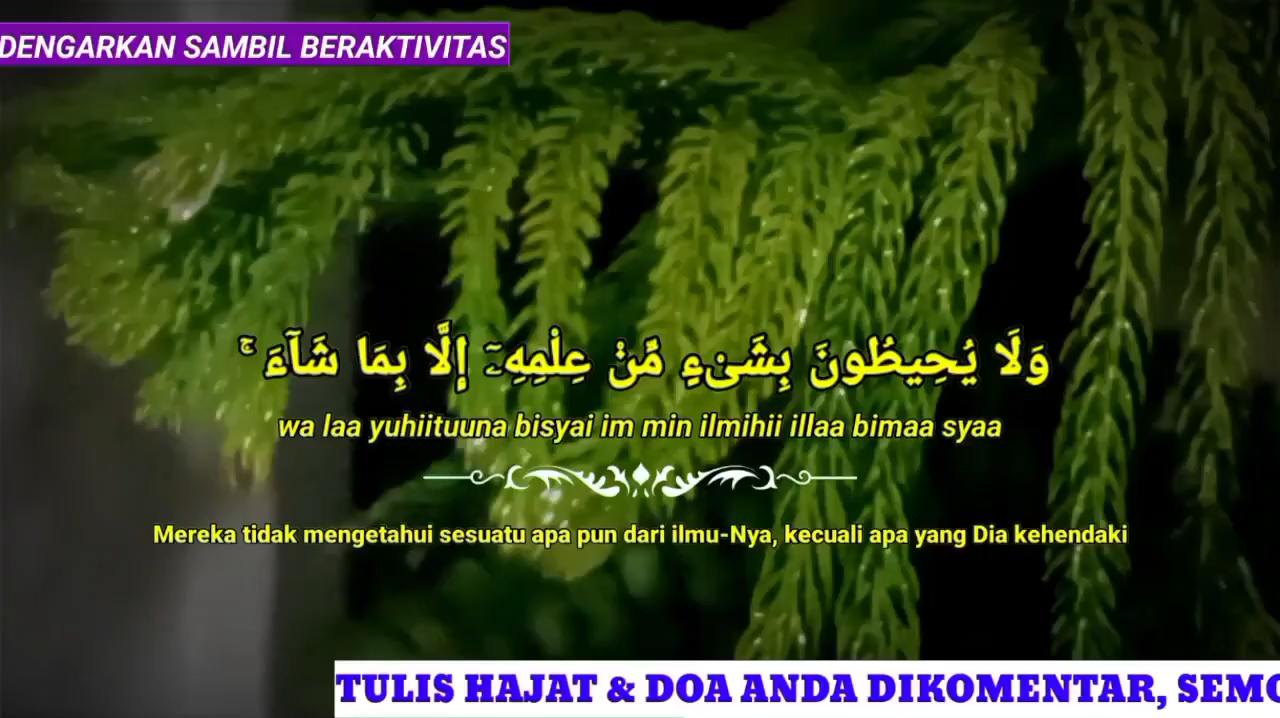 DENGARKAN SAMBIL BERAKTIVITAS
وَلَا يُحِيطُونَ بِشَىْءٍ مِّنْ عِلْمِهِۦٓ إِلَّا بِمَا شَآءَ ۚ
wa laa yuhiituuna bisyai im min ilmihii illaa bimaa syaa
Mereka tidak mengetahui sesuatu apa pun dari ilmu-Nya, kecuali apa yang Dia kehendaki
TULIS HAJAT & DOA ANDA DIKOMENTAR, SEMO